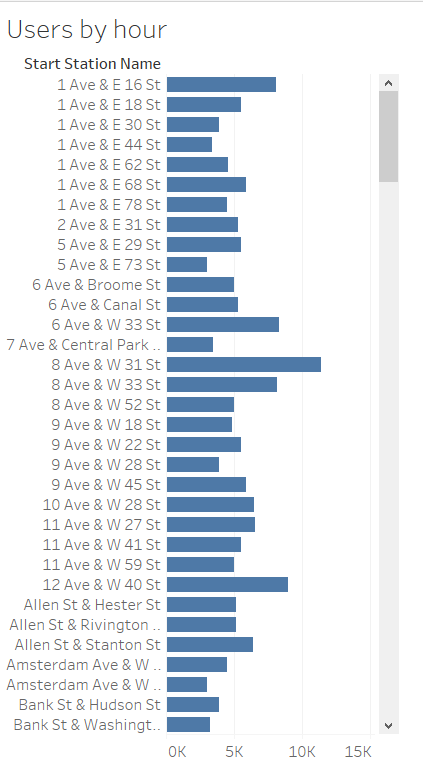 Users by hour
Start Station Name
1 Ave & E 16 St
1 Ave & E 18 St
1 Ave & E 30 St
1 Ave & E 44 St
1 Ave & E 62 St
1 Ave & E 68 St
1 Ave & E 78 St
2 Ave & E 31 St
5 Ave & E 29 St
5 Ave & E 73 St
6 Ave & Broome St
6 Ave & Canal St
6 Ave & W 33 St
7 Ave & Central Park ..
8 Ave & W 31 St
8 Ave & W 33 St
8 Ave & W 52 St
9 Ave & W 18 St
9 Ave & W 22 St
9 Ave & W 28 St
9 Ave & W 45 St
10 Ave & W 28 St
11 Ave & W 27 St
11 Ave & W 41 St
11 Ave & W 59 St
12 Ave & W 40 St
Allen St & Hester St
Allen St & Rivington ..
Allen St & Stanton St
Amsterdam Ave & W ..
Amsterdam Ave & W ..
Bank St & Hudson St
Bank St & Washingt..
0K 5K 10K 15K